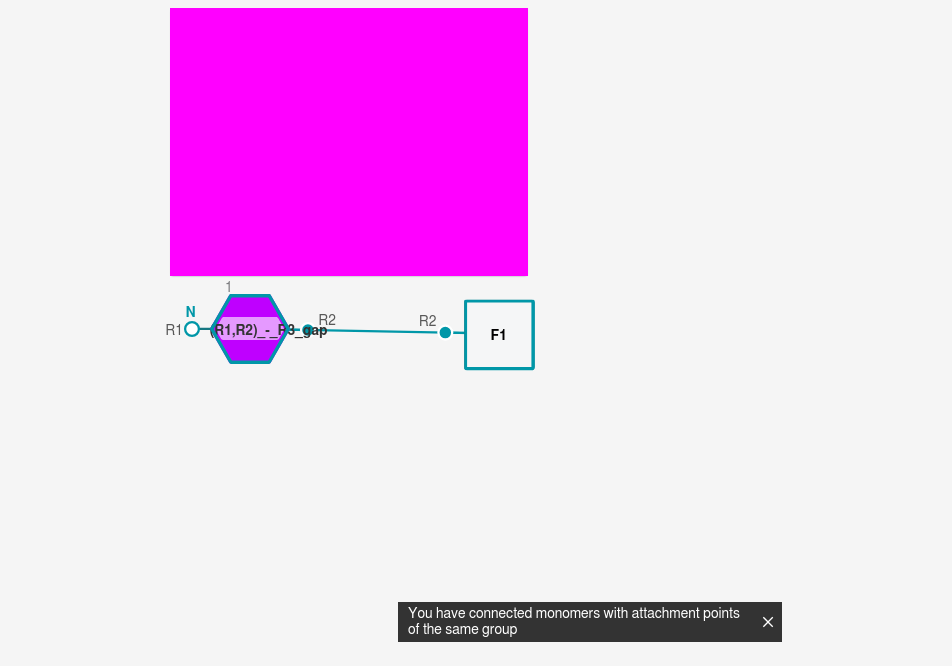 1
N
R1
(R1,R2)_-_R3_gap
R2
R2
F1
You have connected monomers with attachment points
of the same group